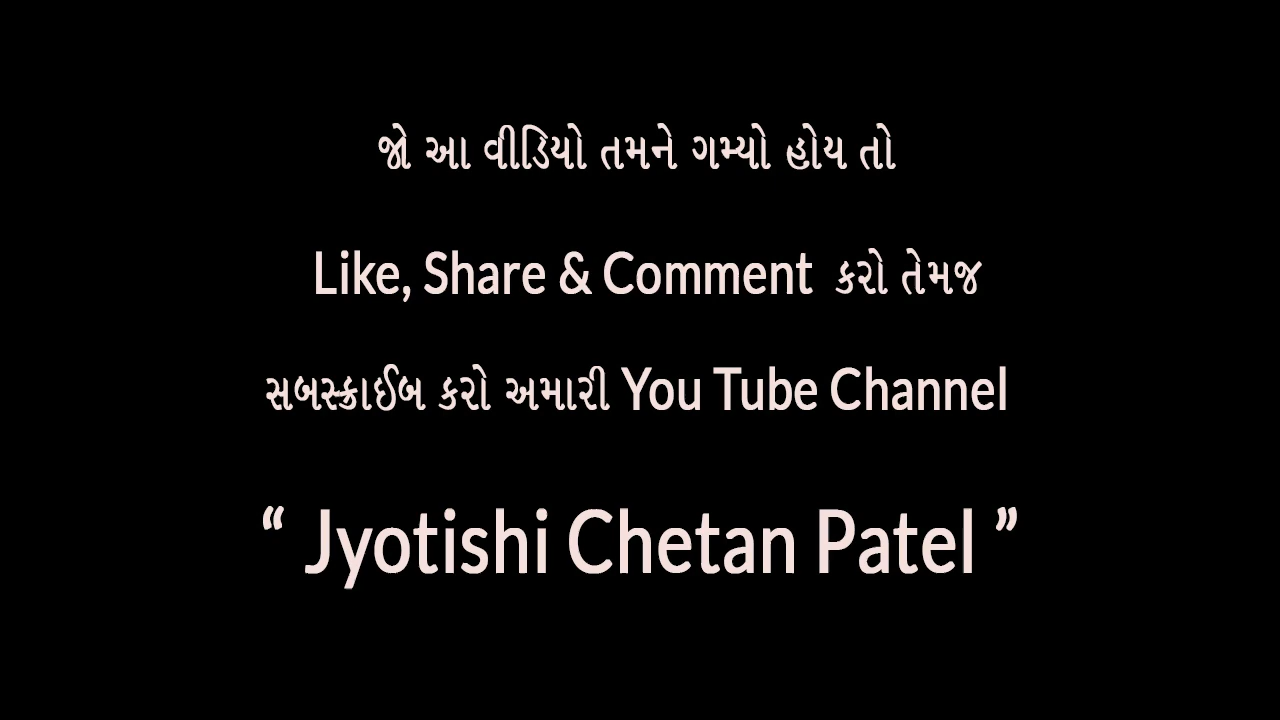 જો આ વીડિયો તમને ગમ્યો હોય તો
Like, Share & Comment કરો તેમજ
સબસ્ક્રાઈબ કરો અમારી You Tube Channel
“ Jyotishi Chetan Patel ”